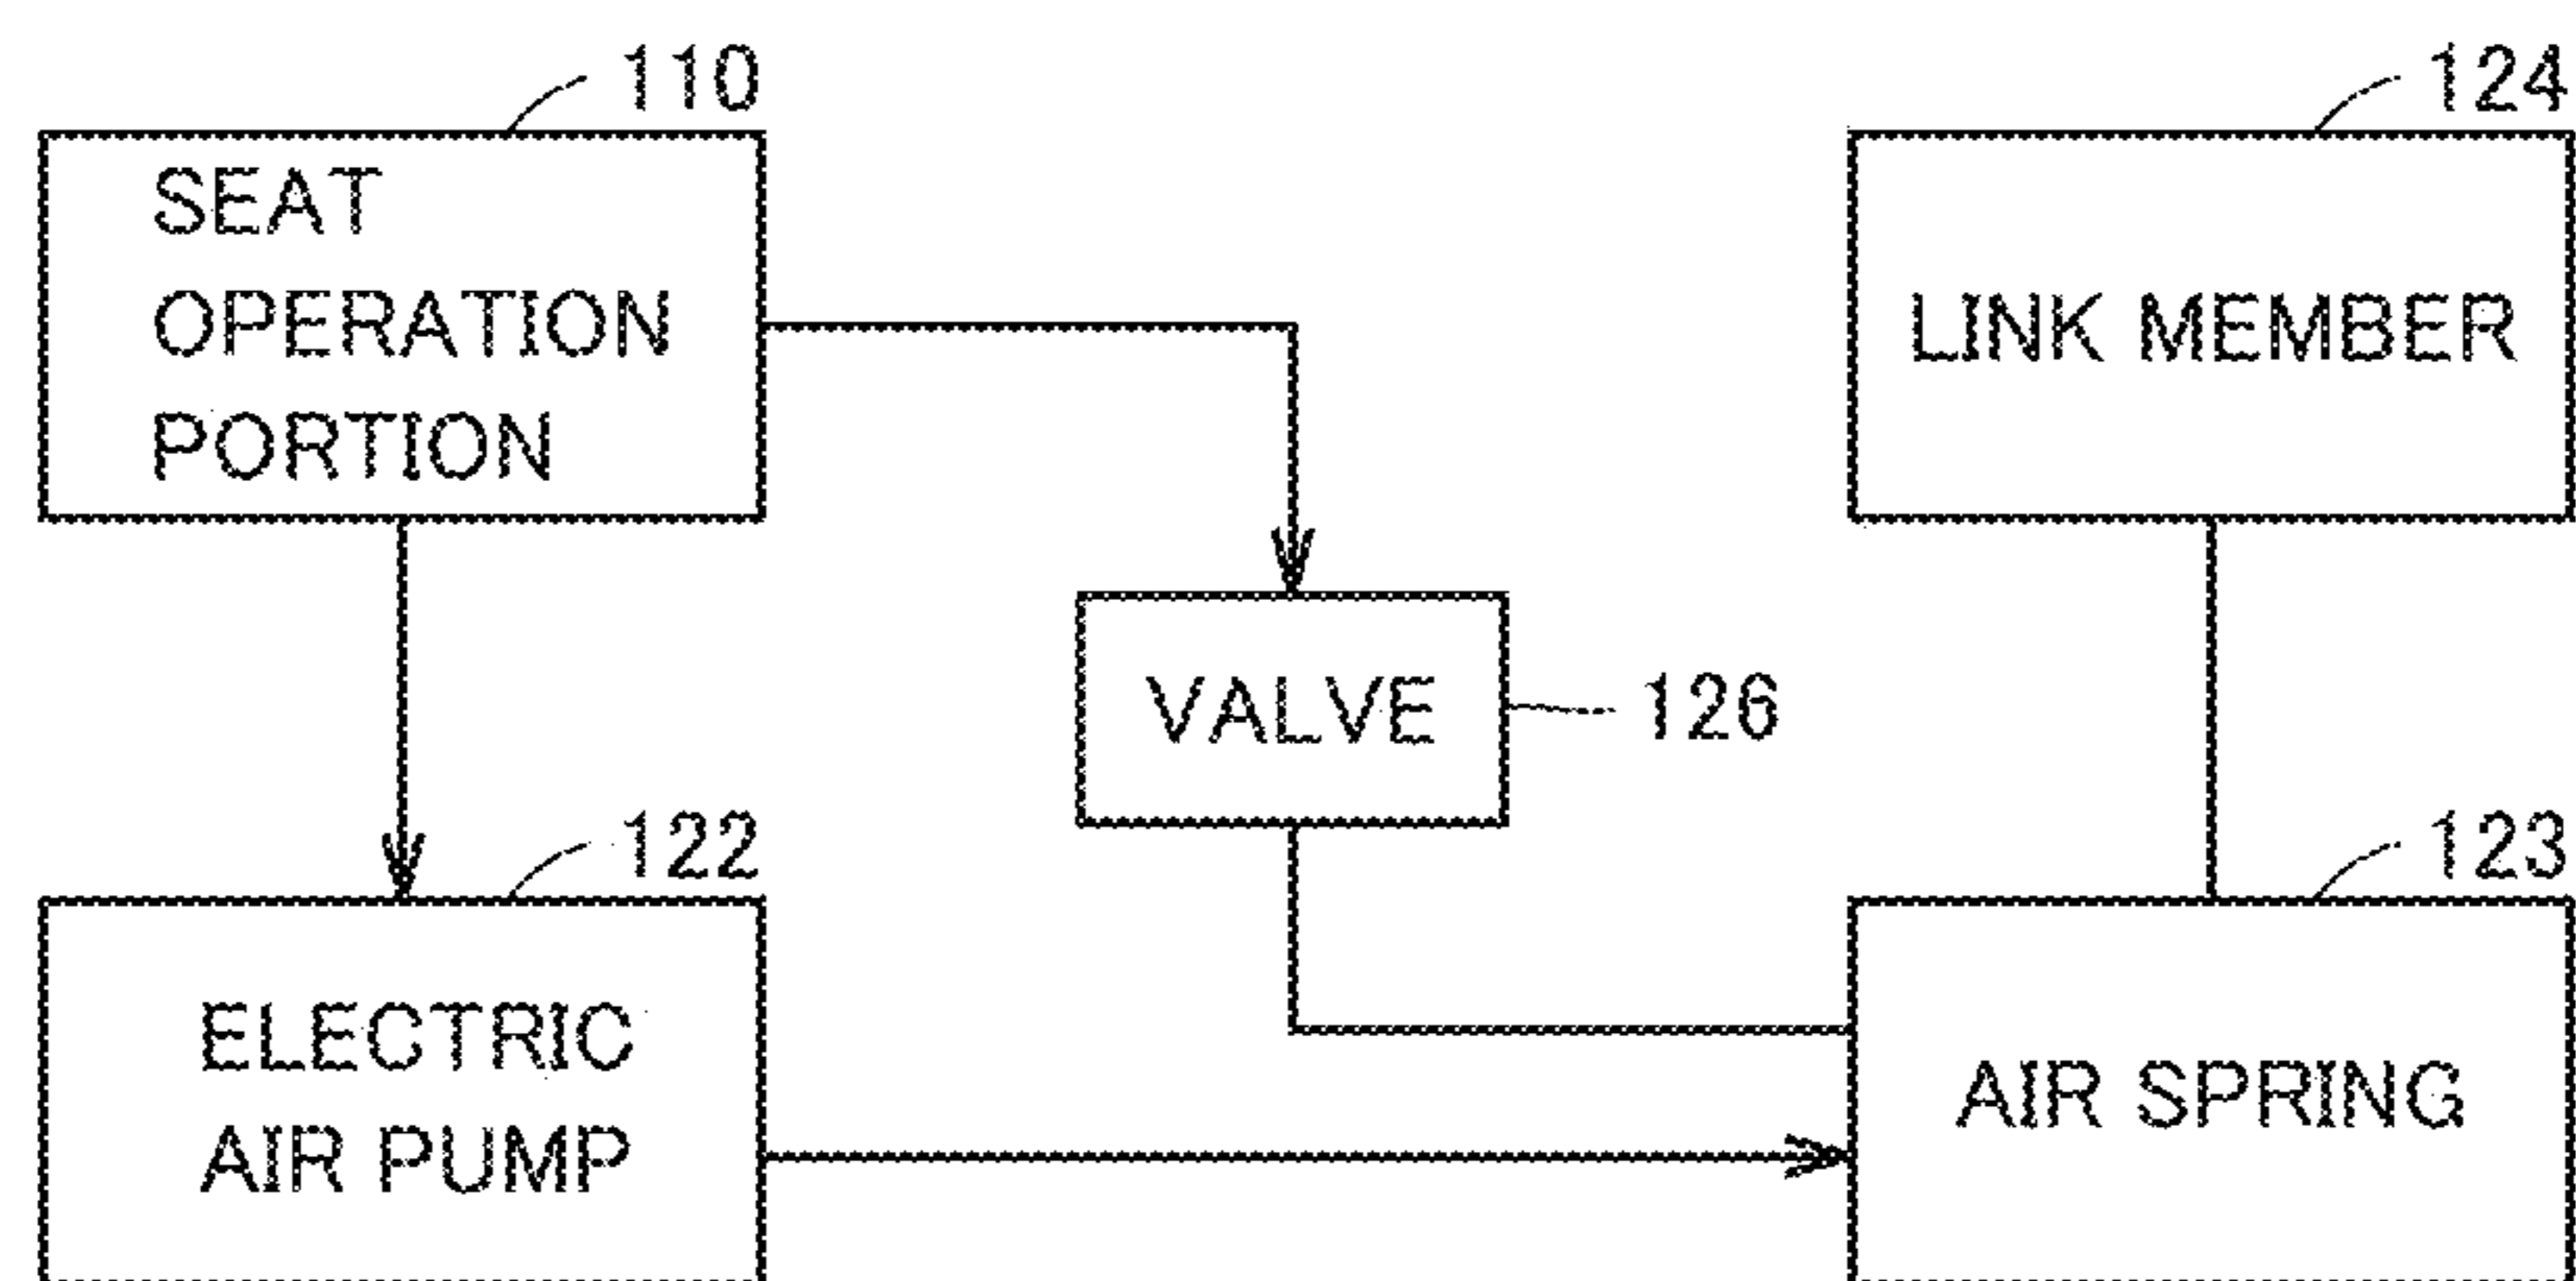 110
SEAT
OPERATION
PORTION
124
LINK MEMBER
VALVE
126
122
ELECTRIC
AIR PUMP
123
AIR SPRING